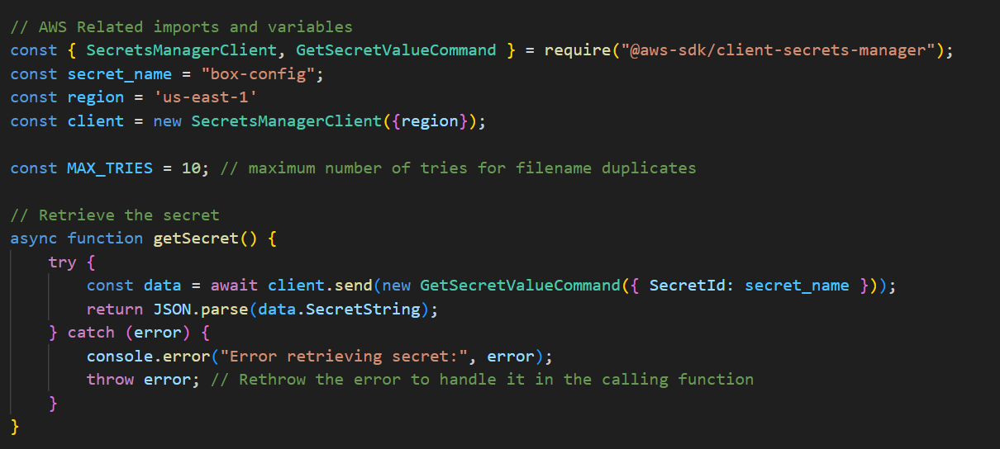 // AWS Related imports and variables
const { SecretsManagerClient, GetSecretValueCommand } = require("@aws-sdk/client-secrets-manager");
const secret_name = "box-config";
const region = 'us-east-1'
const client = new SecretsManagerClient({region});
const MAX_TRIES = 10; // maximum number of tries for filename duplicates
// Retrieve the secret
async function getSecret() {
    try {
        const data = await client.send(new GetSecretValueCommand({ SecretId: secret_name }));
        return JSON.parse(data.SecretString);
    } catch (error) {
        console.error("Error retrieving secret:", error);
        throw error; // Rethrow the error to handle it in the calling function
    }
}